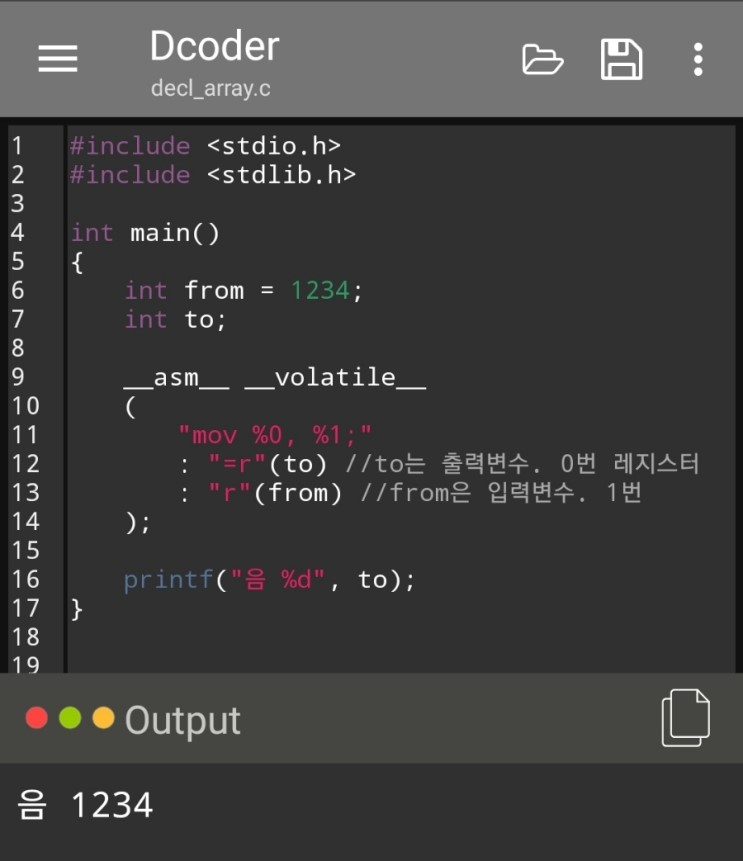 Dcoder
decl_array.c
1 #include <stdio.h>
2 #include <stdlib.h>
3
4 int main()
5 {
6 int from = 1234;
7 int to;
8
9 __asm__ __volatile__
10 (
11 "mov %0, %1;"
12 : "=r"(to) //to는 출력변수. 0번 레지스터
13 : "r"(from) //from은 입력변수. 1번
14 );
15
16 printf("음 %d", to);
17 }
18
19
Output
음 1234